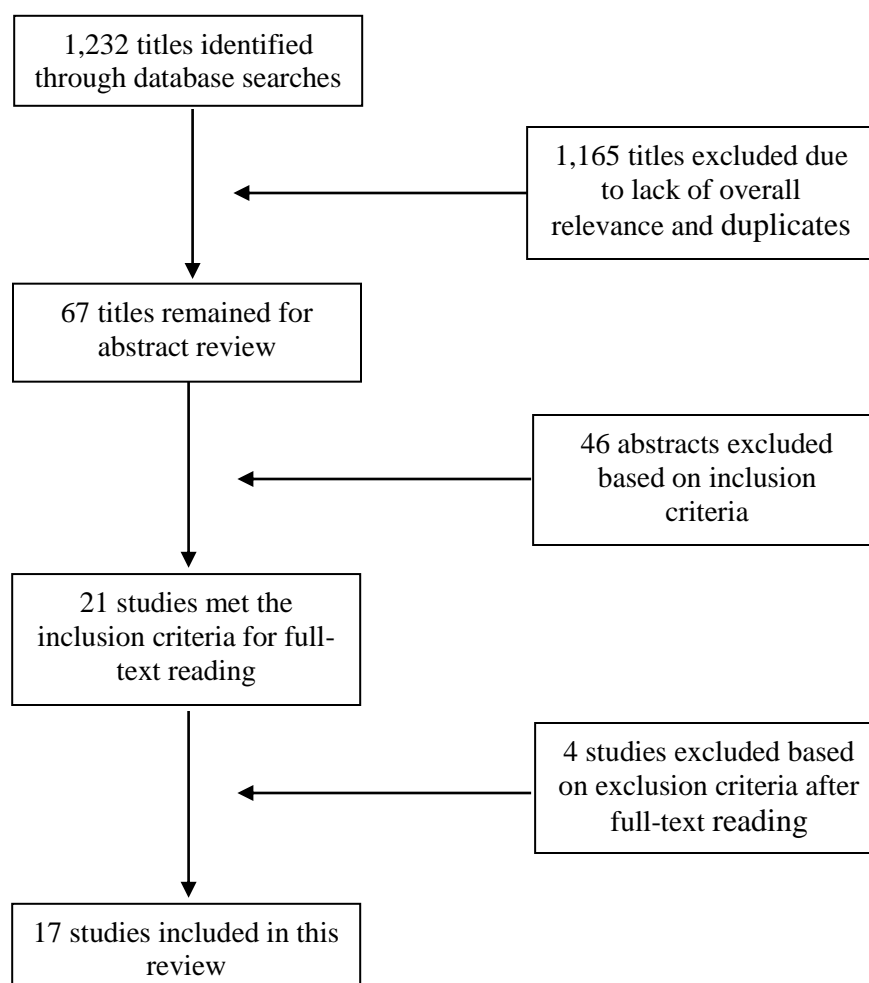 1,232 titles identified
through database searches
1,165 titles excluded due
to lack of overall
relevance and duplicates
67 titles remained for
abstract review
46 abstracts excluded
based on inclusion
criteria
21 studies met the
inclusion criteria for full-
text reading
4 studies excluded based
on exclusion criteria after
full-text reading
17 studies included in this
review